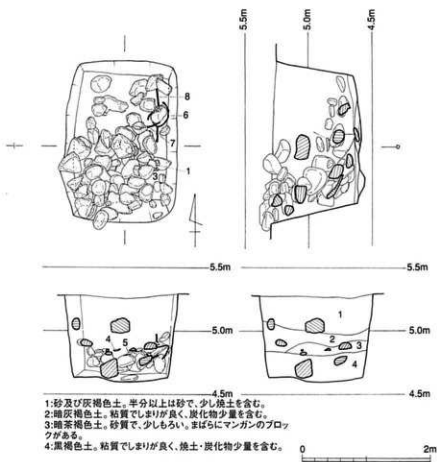 5.5m
5.0m
4.5m
8
6
7
1
3
5.5m
5.5m
4
5
5.0m
1
2
3
4
5.0m
4.5m
4.5m
1:砂及び灰褐色土。半分以上は砂で、少し焼土を含む。
2:暗灰褐色土。粘質でしまりが良く、炭化物少量を含む。
3:暗茶褐色土。砂質で、少しもろい。まばらにマンガンのブロッ
クがある。
4:黒褐色土。粘質でしまりが良く、焼土・炭化物少量を含む。
0
2m